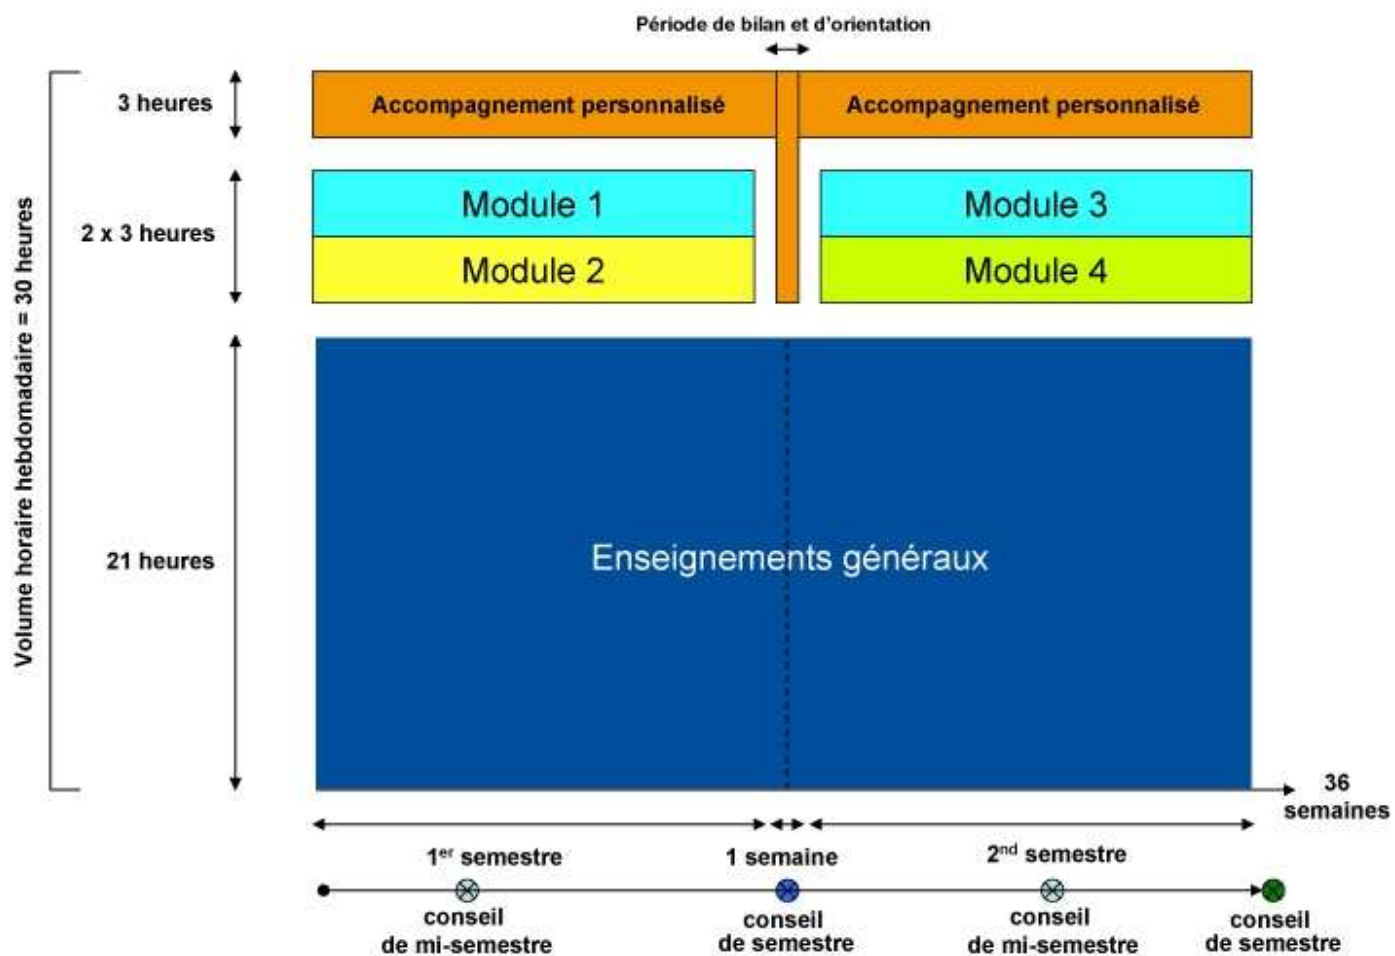 Période de bilan et d'orientation
3 heures
Accompagnement personnalisé
Accompagnement personnalisé
Volume horaire hebdomadaire = 30 heures
2 x 3 heures
Module 1
Module 3
Module 2
Module 4
21 heures
Enseignements généraux
36
semaines
1er semestre
1 semaine
2nd semestre
conseil
de mi-semestre
conseil
de semestre
conseil
de mi-semestre
conseil
de semestre